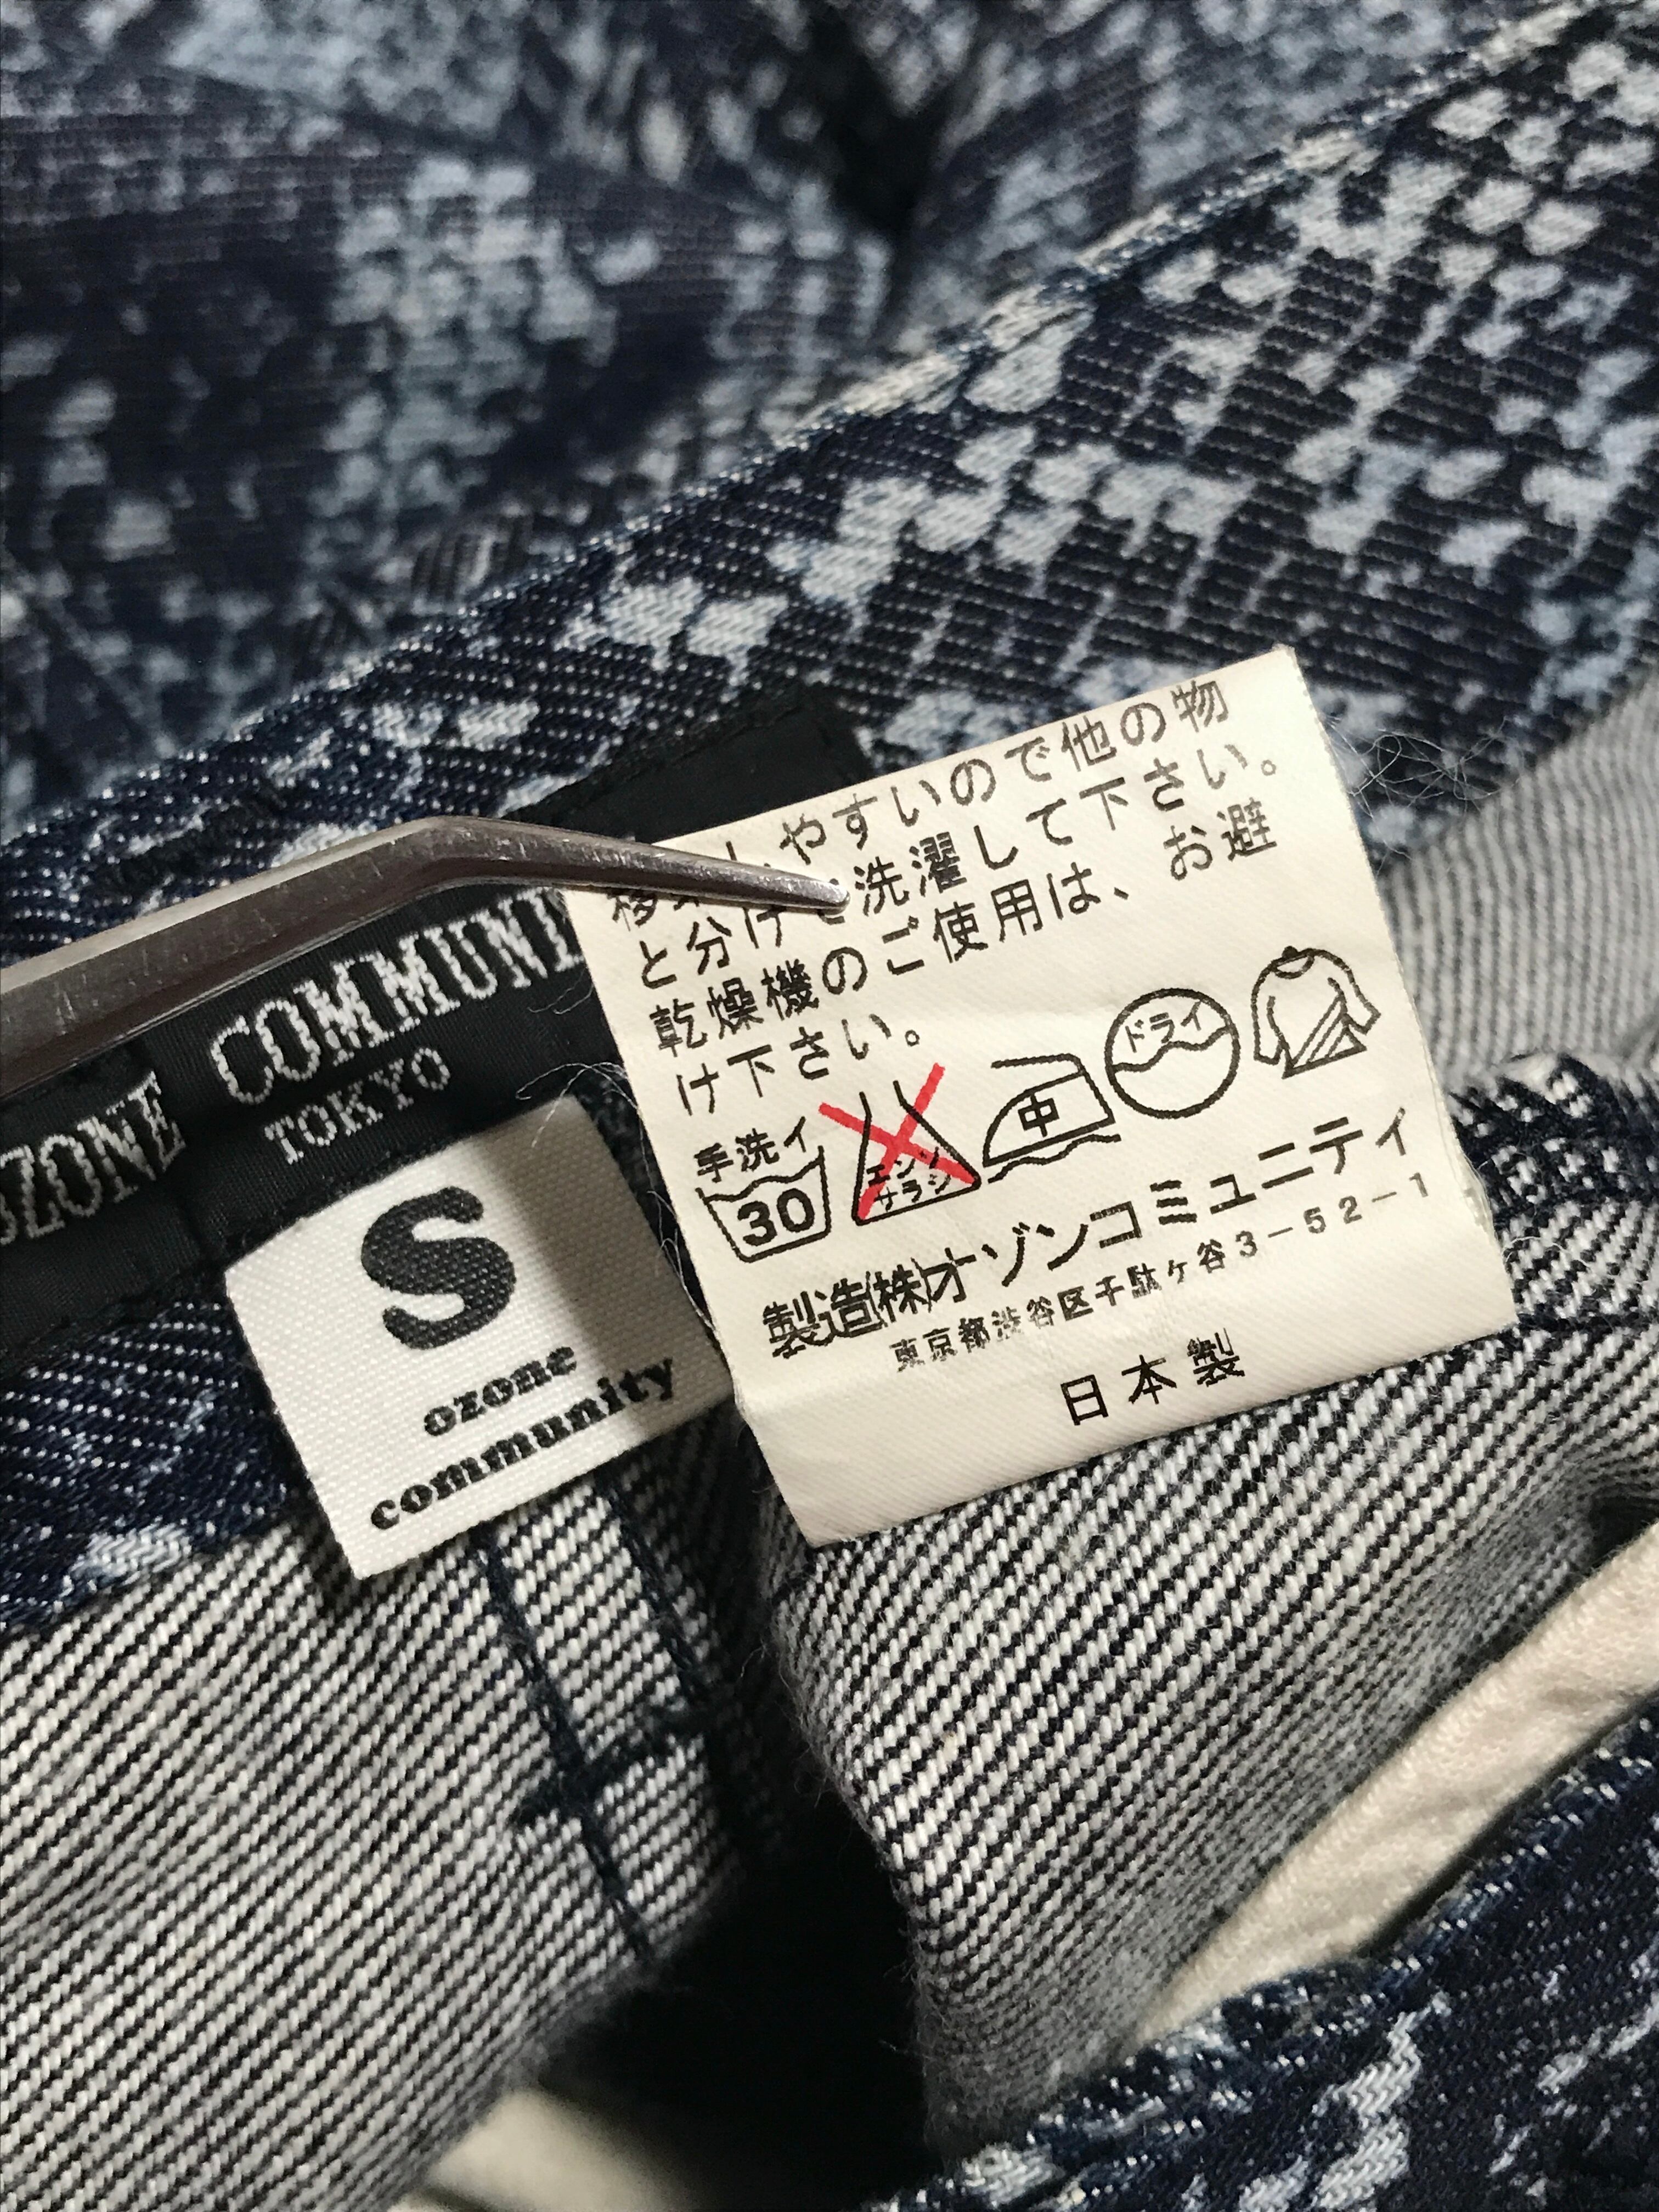 やすいので他の物
と分けて洗濯して下さい。
乾燥機のご使用は、お避
け下さい。
手洗イ
30
エンソ
サラシ
中
ドライ
製造(株)オゾンコミュニティ
東京都渋谷区千駄ケ谷3-52-1
日本製
OZONE COMMUNI
TOKYO
S
ozone
community